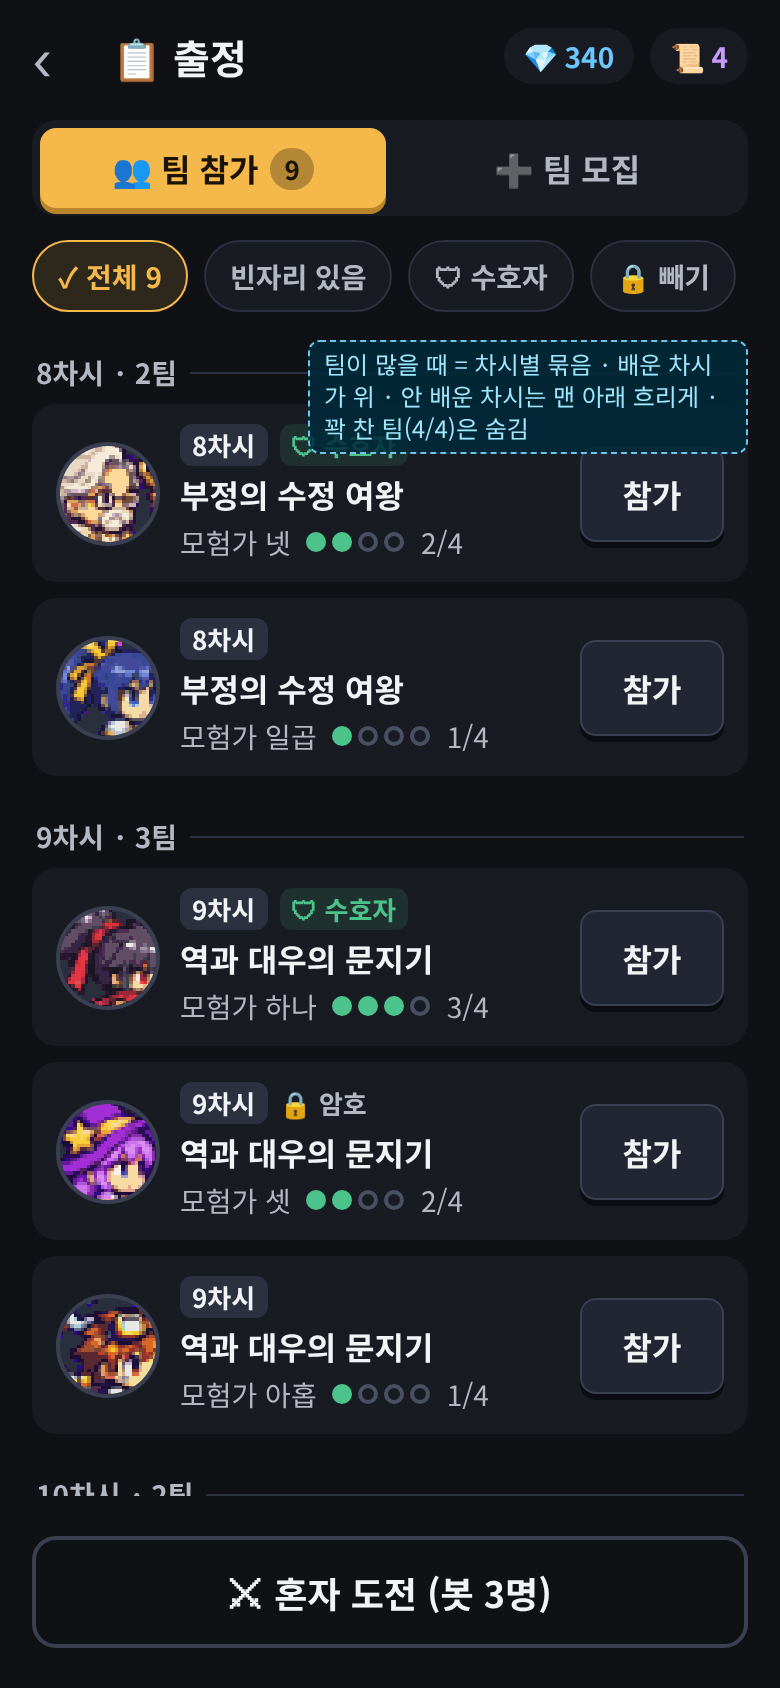 📋 출정
💎 340
📜 4
👥 팀 참가 9
➕ 팀 모집
✓ 전체 9
빈자리 있음
🛡 수호자
🔒 빼기
8차시 · 2팀
팀이 많을 때 = 차시별 묶음 · 배운 차시
가 위 · 안 배운 차시는 맨 아래 흐리게 ·
꽉 찬 팀(4/4)은 숨김
8차시 🛡 수호자
부정의 수정 여왕
모험가 넷 2/4
참가
8차시
부정의 수정 여왕
모험가 일곱 1/4
참가
9차시 · 3팀
9차시 🛡 수호자
역과 대우의 문지기
모험가 하나 3/4
참가
9차시 🔒 암호
역과 대우의 문지기
모험가 셋 2/4
참가
9차시
역과 대우의 문지기
모험가 아홉 1/4
참가
10차시 · 2팀
⚔ 혼자 도전 (봇 3명)